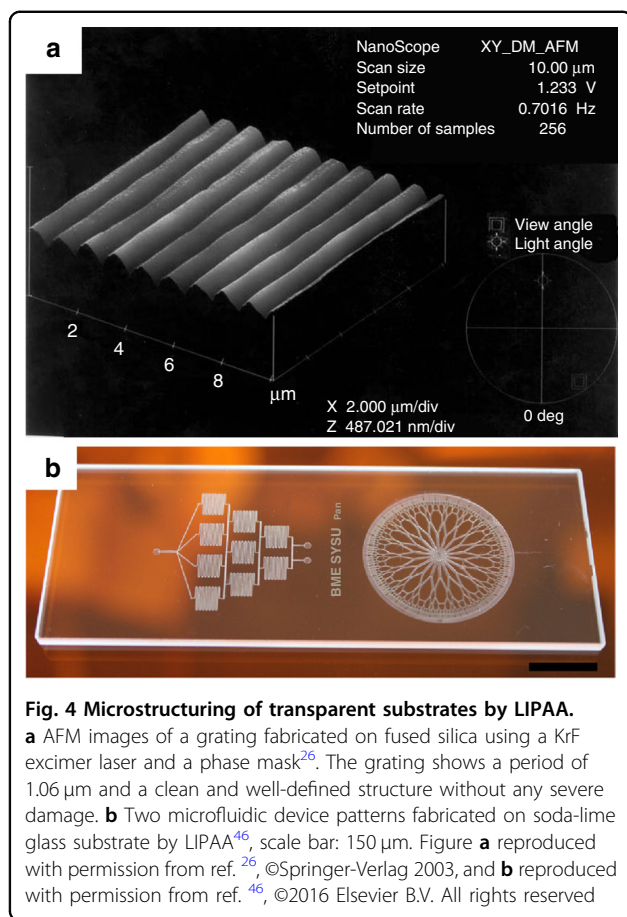 a
NanoScope XY_DM_AFM
Scan size 10.00 μm
Setpoint 1.233 V
Scan rate 0.7016 Hz
Number of samples 256
View angle
Light angle
2
4
6
8
μm
X 2.000 μm/div
Z 487.021 nm/div
0 deg
b
BME SYSU Pan
Fig. 4 Microstructuring of transparent substrates by LIPAA.
a AFM images of a grating fabricated on fused silica using a KrF
excimer laser and a phase mask26. The grating shows a period of
1.06 μm and a clean and well-defined structure without any severe
damage. b Two microfluidic device patterns fabricated on soda-lime
glass substrate by LIPAA46, scale bar: 150 μm. Figure a reproduced
with permission from ref. 26, ©Springer-Verlag 2003, and b reproduced
with permission from ref. 46, ©2016 Elsevier B.V. All rights reserved